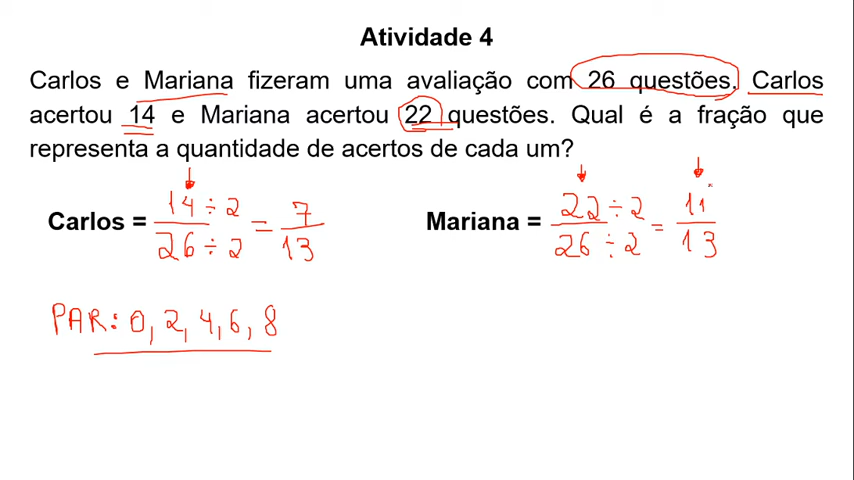 Atividade 4
Carlos e Mariana fizeram uma avaliação com 26 questões. Carlos
acertou 14 e Mariana acertou 22 questões. Qual é a fração que
representa a quantidade de acertos de cada um?
Carlos = 14 ÷ 2 / 26 ÷ 2 = 7 / 13
Mariana = 22 ÷ 2 / 26 ÷ 2 = 11 / 13
PAR: 0, 2, 4, 6, 8